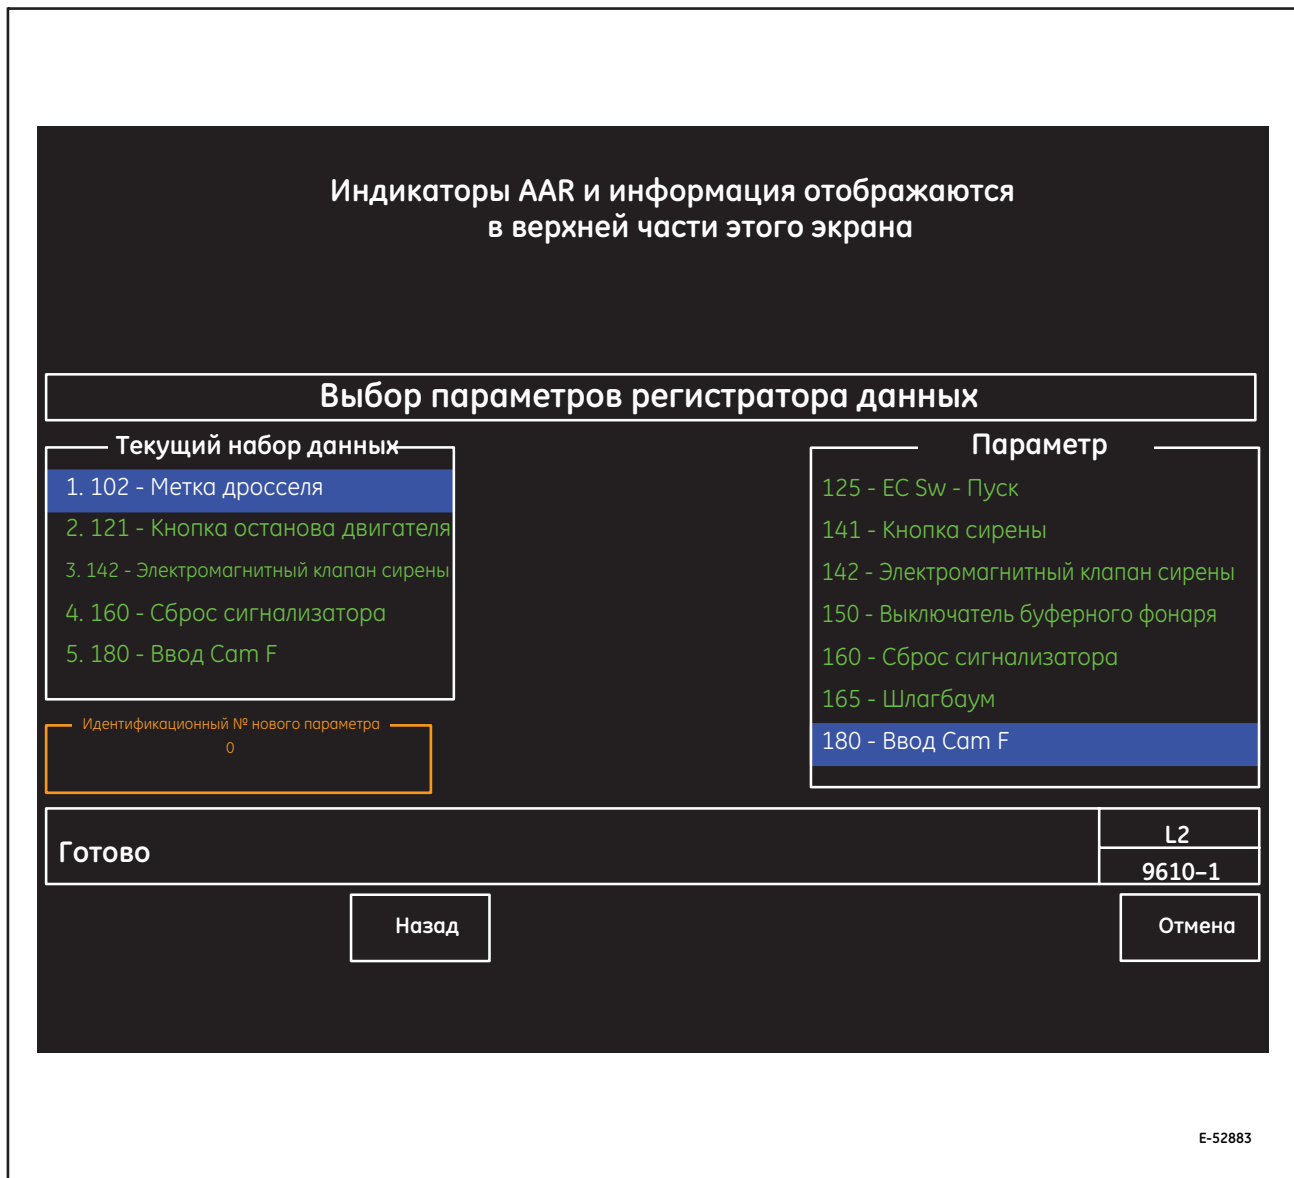 Индикаторы AAR и информация отображаются
в верхней части этого экрана
Выбор параметров регистратора данных
Текущий набор данных
1. 102 - Метка дросселя
2. 121 - Кнопка останова двигателя
3. 142 - Электромагнитный клапан сирены
4. 160 - Сброс сигнализатора
5. 180 - Ввод Cam F
Идентификационный № нового параметра
0
Параметр
125 - EC Sw - Пуск
141 - Кнопка сирены
142 - Электромагнитный клапан сирены
150 - Выключатель буферного фонаря
160 - Сброс сигнализатора
165 - Шлагбаум
180 - Ввод Cam F
Готово
L2
9610–1
Назад
Отмена
E-52883